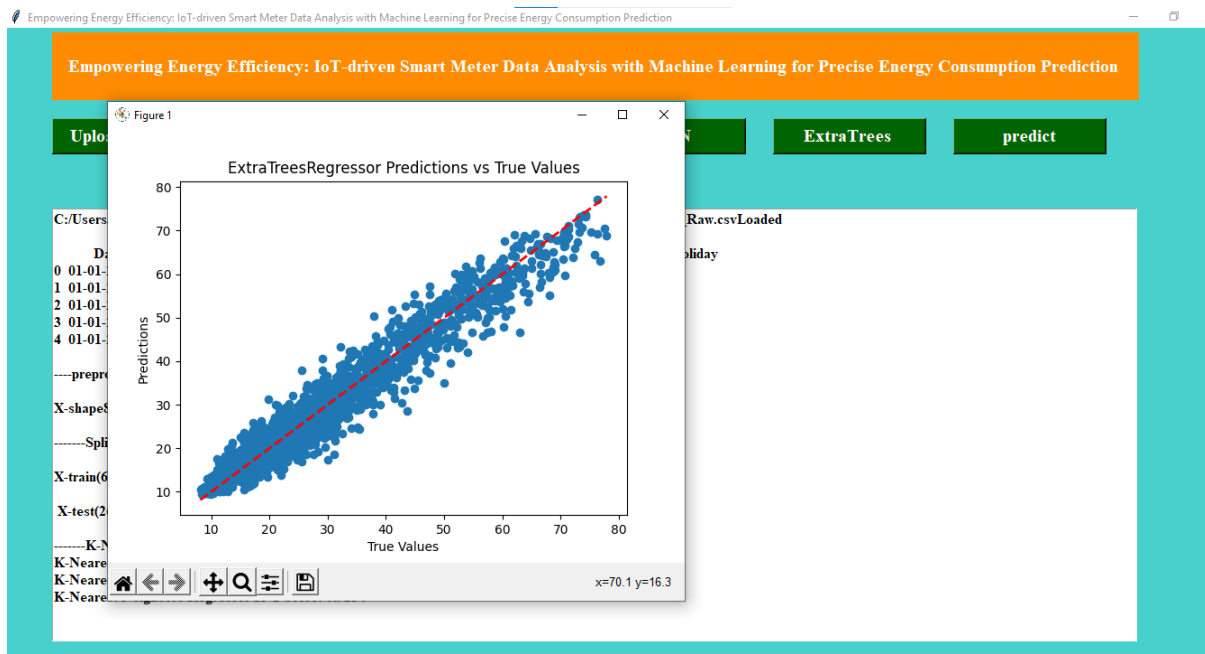 Empowering Energy Efficiency: IoT-driven Smart Meter Data Analysis with Machine Learning for Precise Energy Consumption Prediction
Empowering Energy Efficiency: IoT-driven Smart Meter Data Analysis with Machine Learning for Precise Energy Consumption Prediction
Figure 1
Uplo
N
ExtraTrees
predict
ExtraTreesRegressor Predictions vs True Values
80
70
60
50
40
30
20
10
Predictions
10 20 30 40 50 60 70 80
True Values
x=70.1 y=16.3
C:/Users
_Raw.csvLoaded
Da
oliday
0 01-01-
1 01-01-
2 01-01-
3 01-01-
4 01-01-
----prepro
X-shape
-------Spli
X-train(6
X-test(2
-------K-N
K-Neare
K-Neare
K-Neare